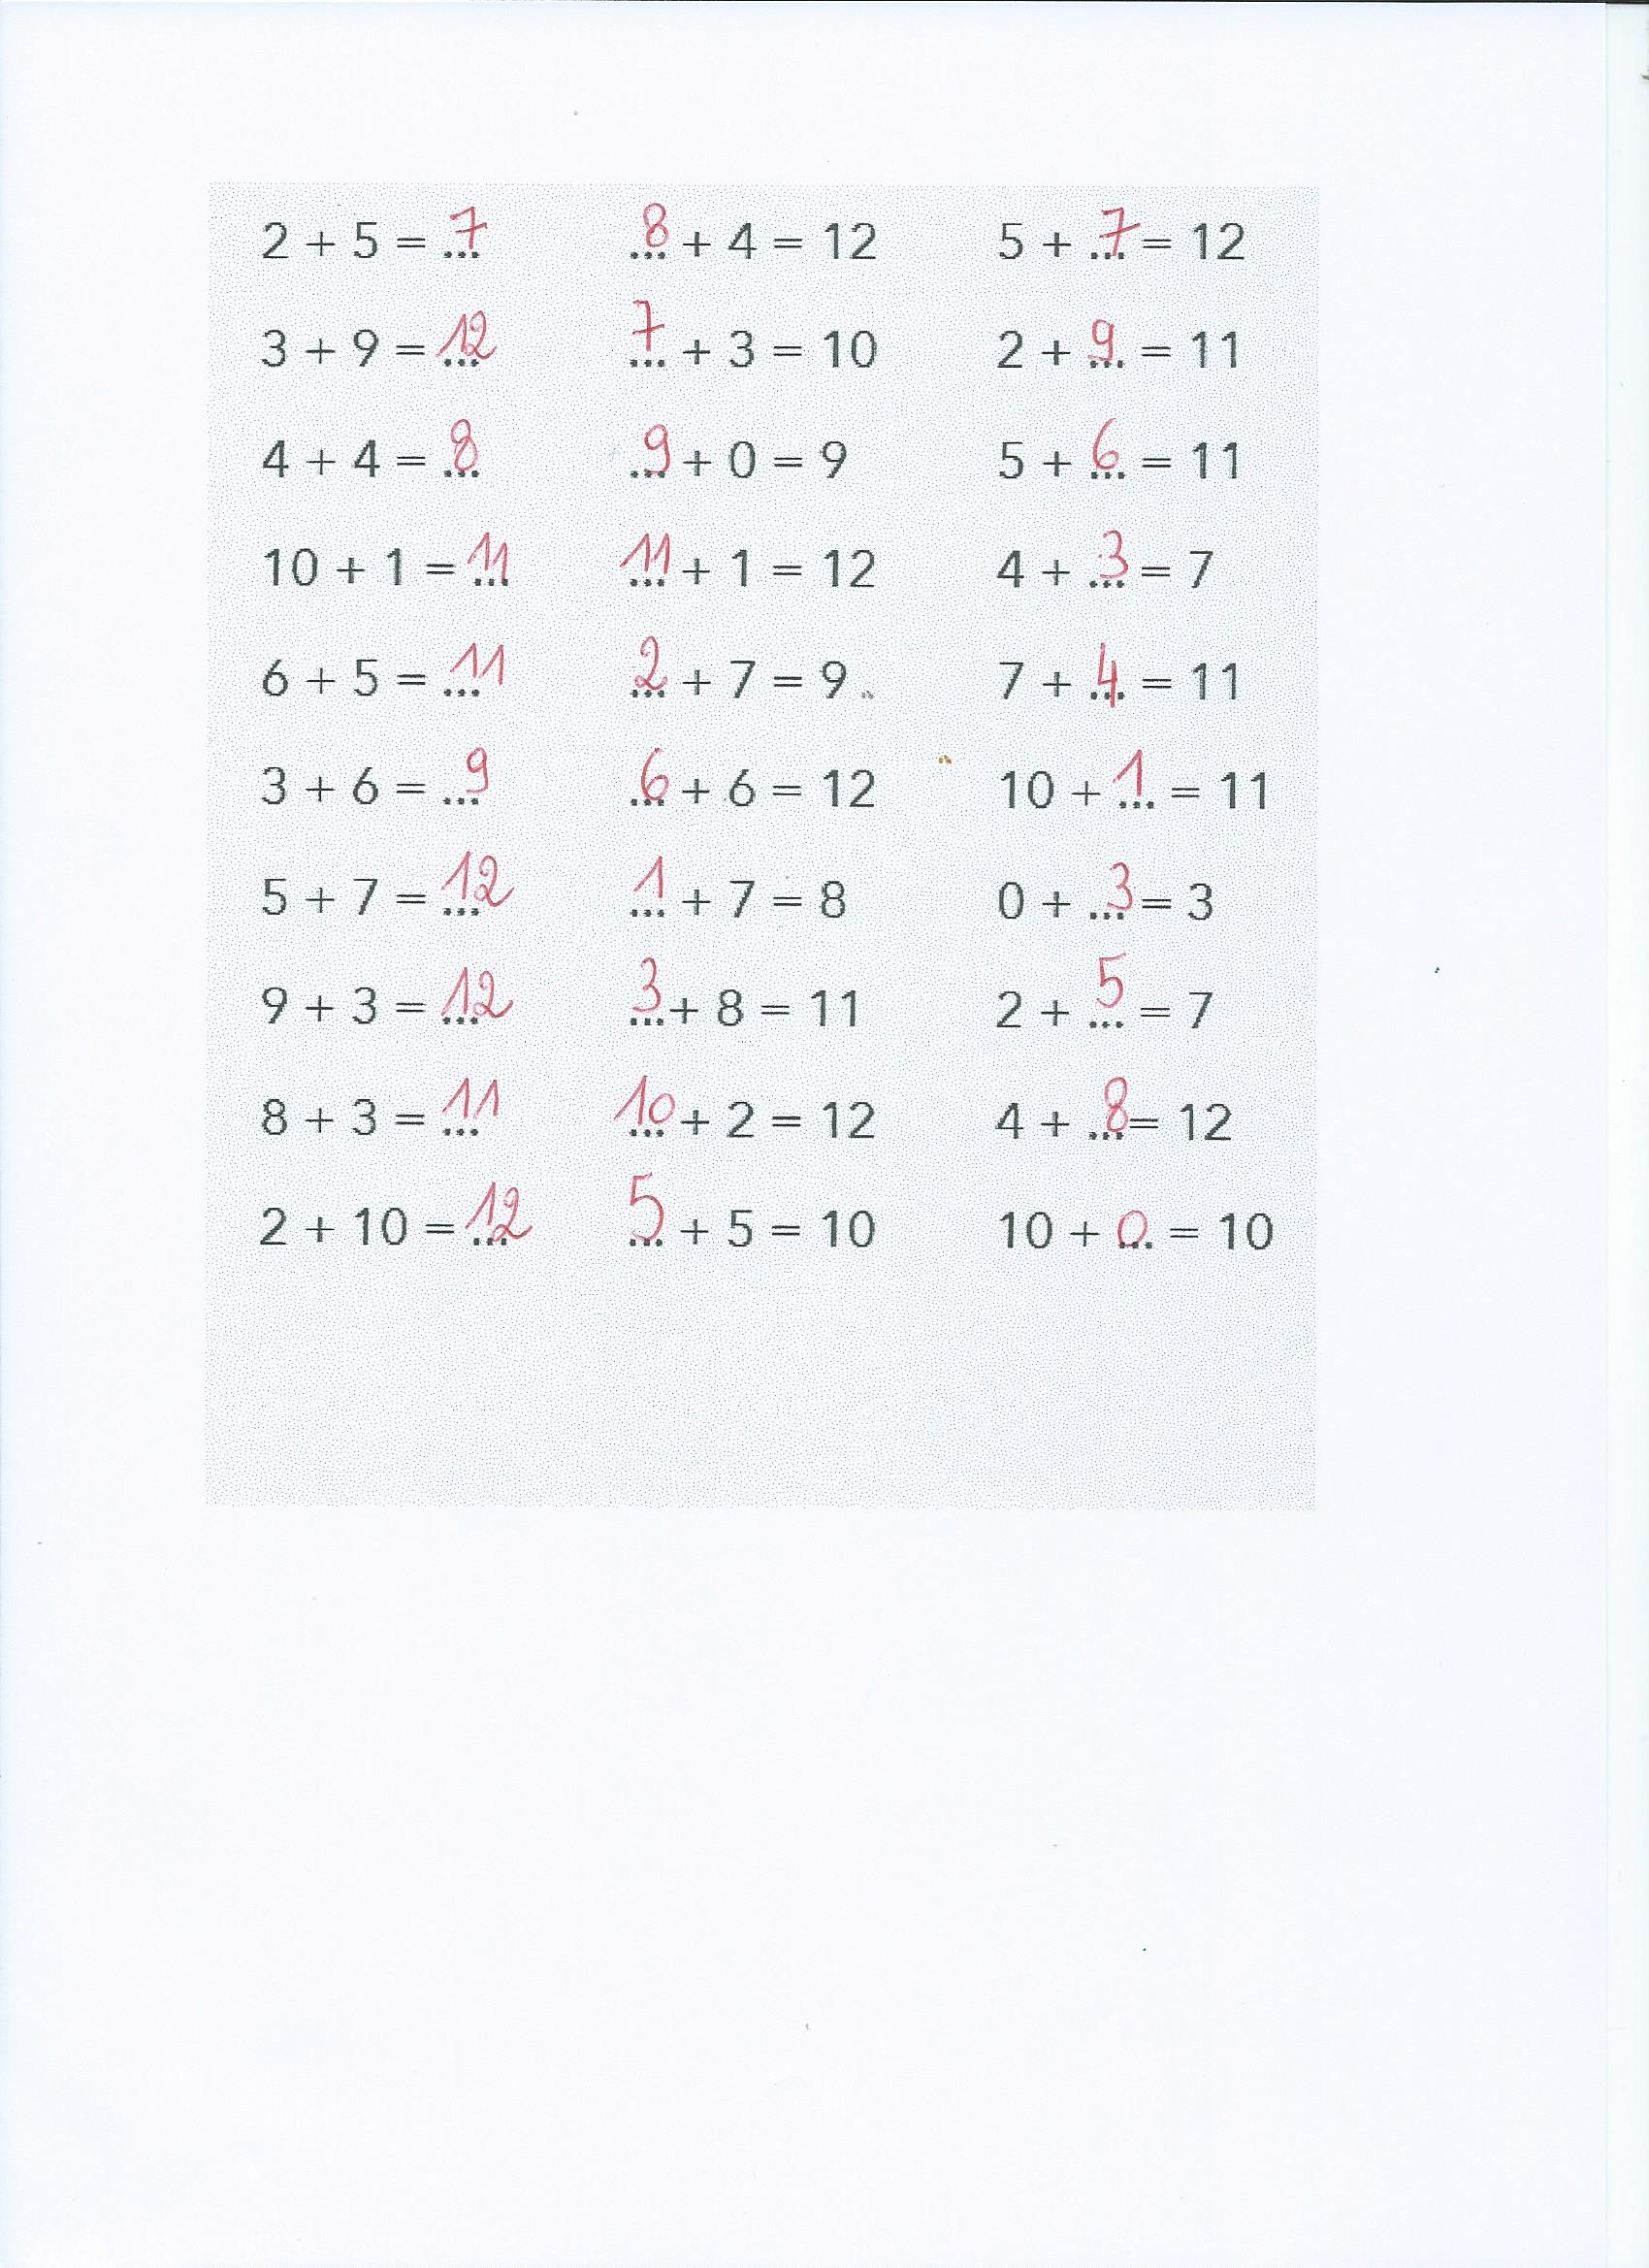 2 + 5 = 7 8 + 4 = 12 5 + 7 = 12
3 + 9 = 12 7 + 3 = 10 2 + 9 = 11
4 + 4 = 8 9 + 0 = 9 5 + 6 = 11
10 + 1 = 11 11 + 1 = 12 4 + 3 = 7
6 + 5 = 11 2 + 7 = 9 7 + 4 = 11
3 + 6 = 9 6 + 6 = 12 10 + 1 = 11
5 + 7 = 12 1 + 7 = 8 0 + 3 = 3
9 + 3 = 12 3 + 8 = 11 2 + 5 = 7
8 + 3 = 11 10 + 2 = 12 4 + 8 = 12
2 + 10 = 12 5 + 5 = 10 10 + 0 = 10